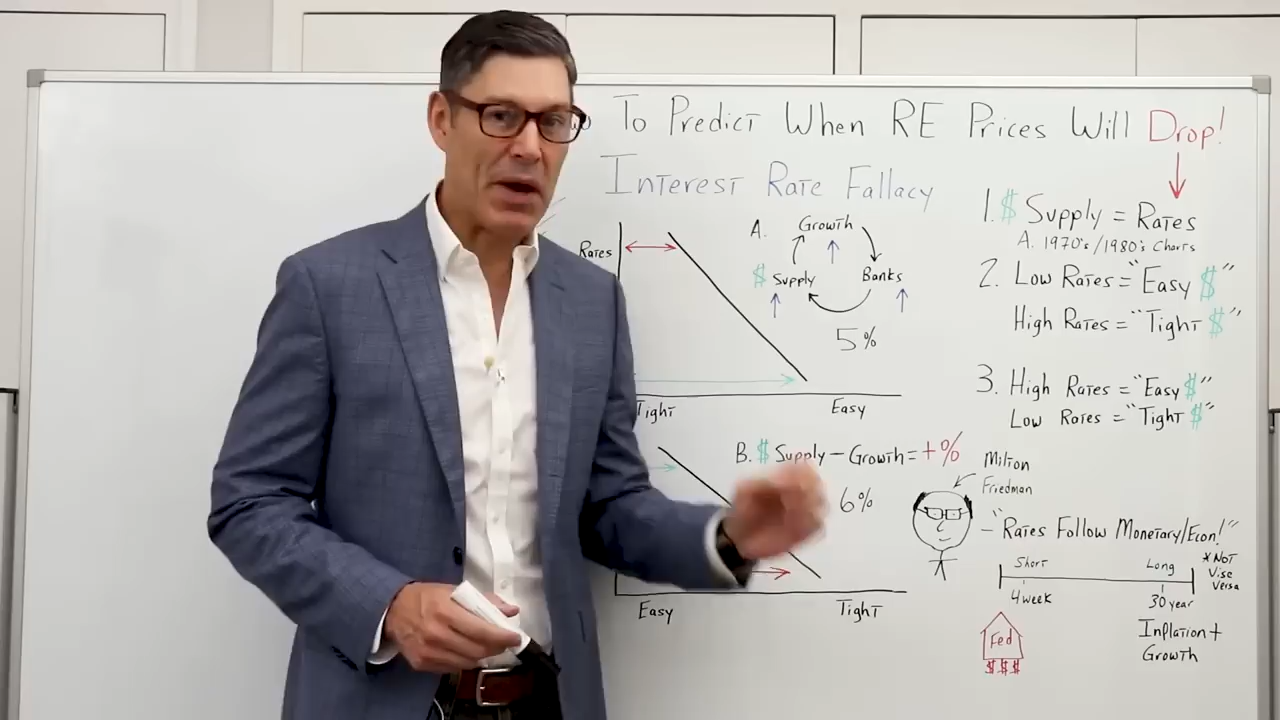 To Predict When RE Prices Will Drop!
Interest Rate Fallacy
Rates
A. Growth
$ Supply
Banks
5%
Tight
Easy
B. $ Supply - Growth = +%
6%
Easy
Tight
1. $ Supply = Rates
A. 1970's/1980's Charts
2. Low Rates = "Easy $"
High Rates = "Tight $"
3. High Rates = "Easy $"
Low Rates = "Tight $"
Milton
Friedman
- "Rates Follow Monetary/Econ!"
*Not
Vise
Versa
Short
Long
4 week
30 year
Fed
$$$
Inflation +
Growth